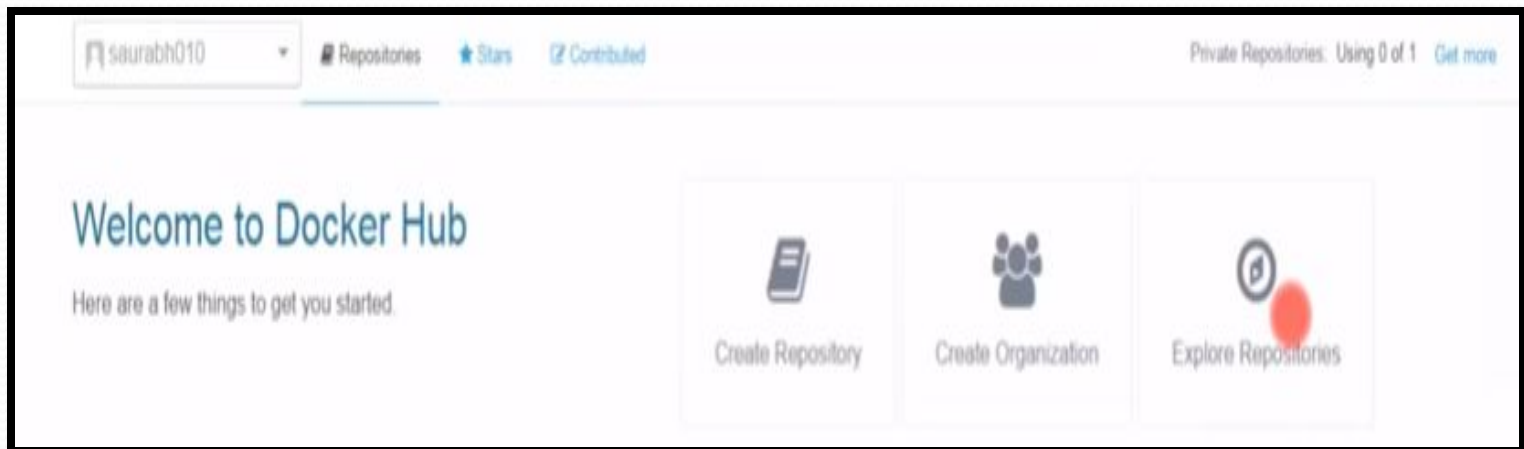 saurabh010 Repositories Stars Contributed Private Repositories: Using 0 of 1 Get more
Welcome to Docker Hub
Here are a few things to get you started.
Create Repository Create Organization Explore Repositories